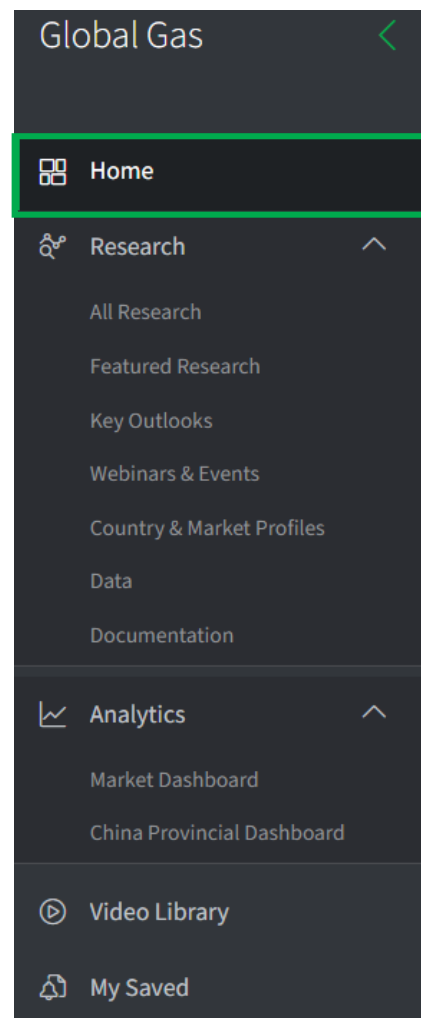 Global Gas
Home
Research
All Research
Featured Research
Key Outlooks
Webinars & Events
Country & Market Profiles
Data
Documentation
Analytics
Market Dashboard
China Provincial Dashboard
Video Library
My Saved